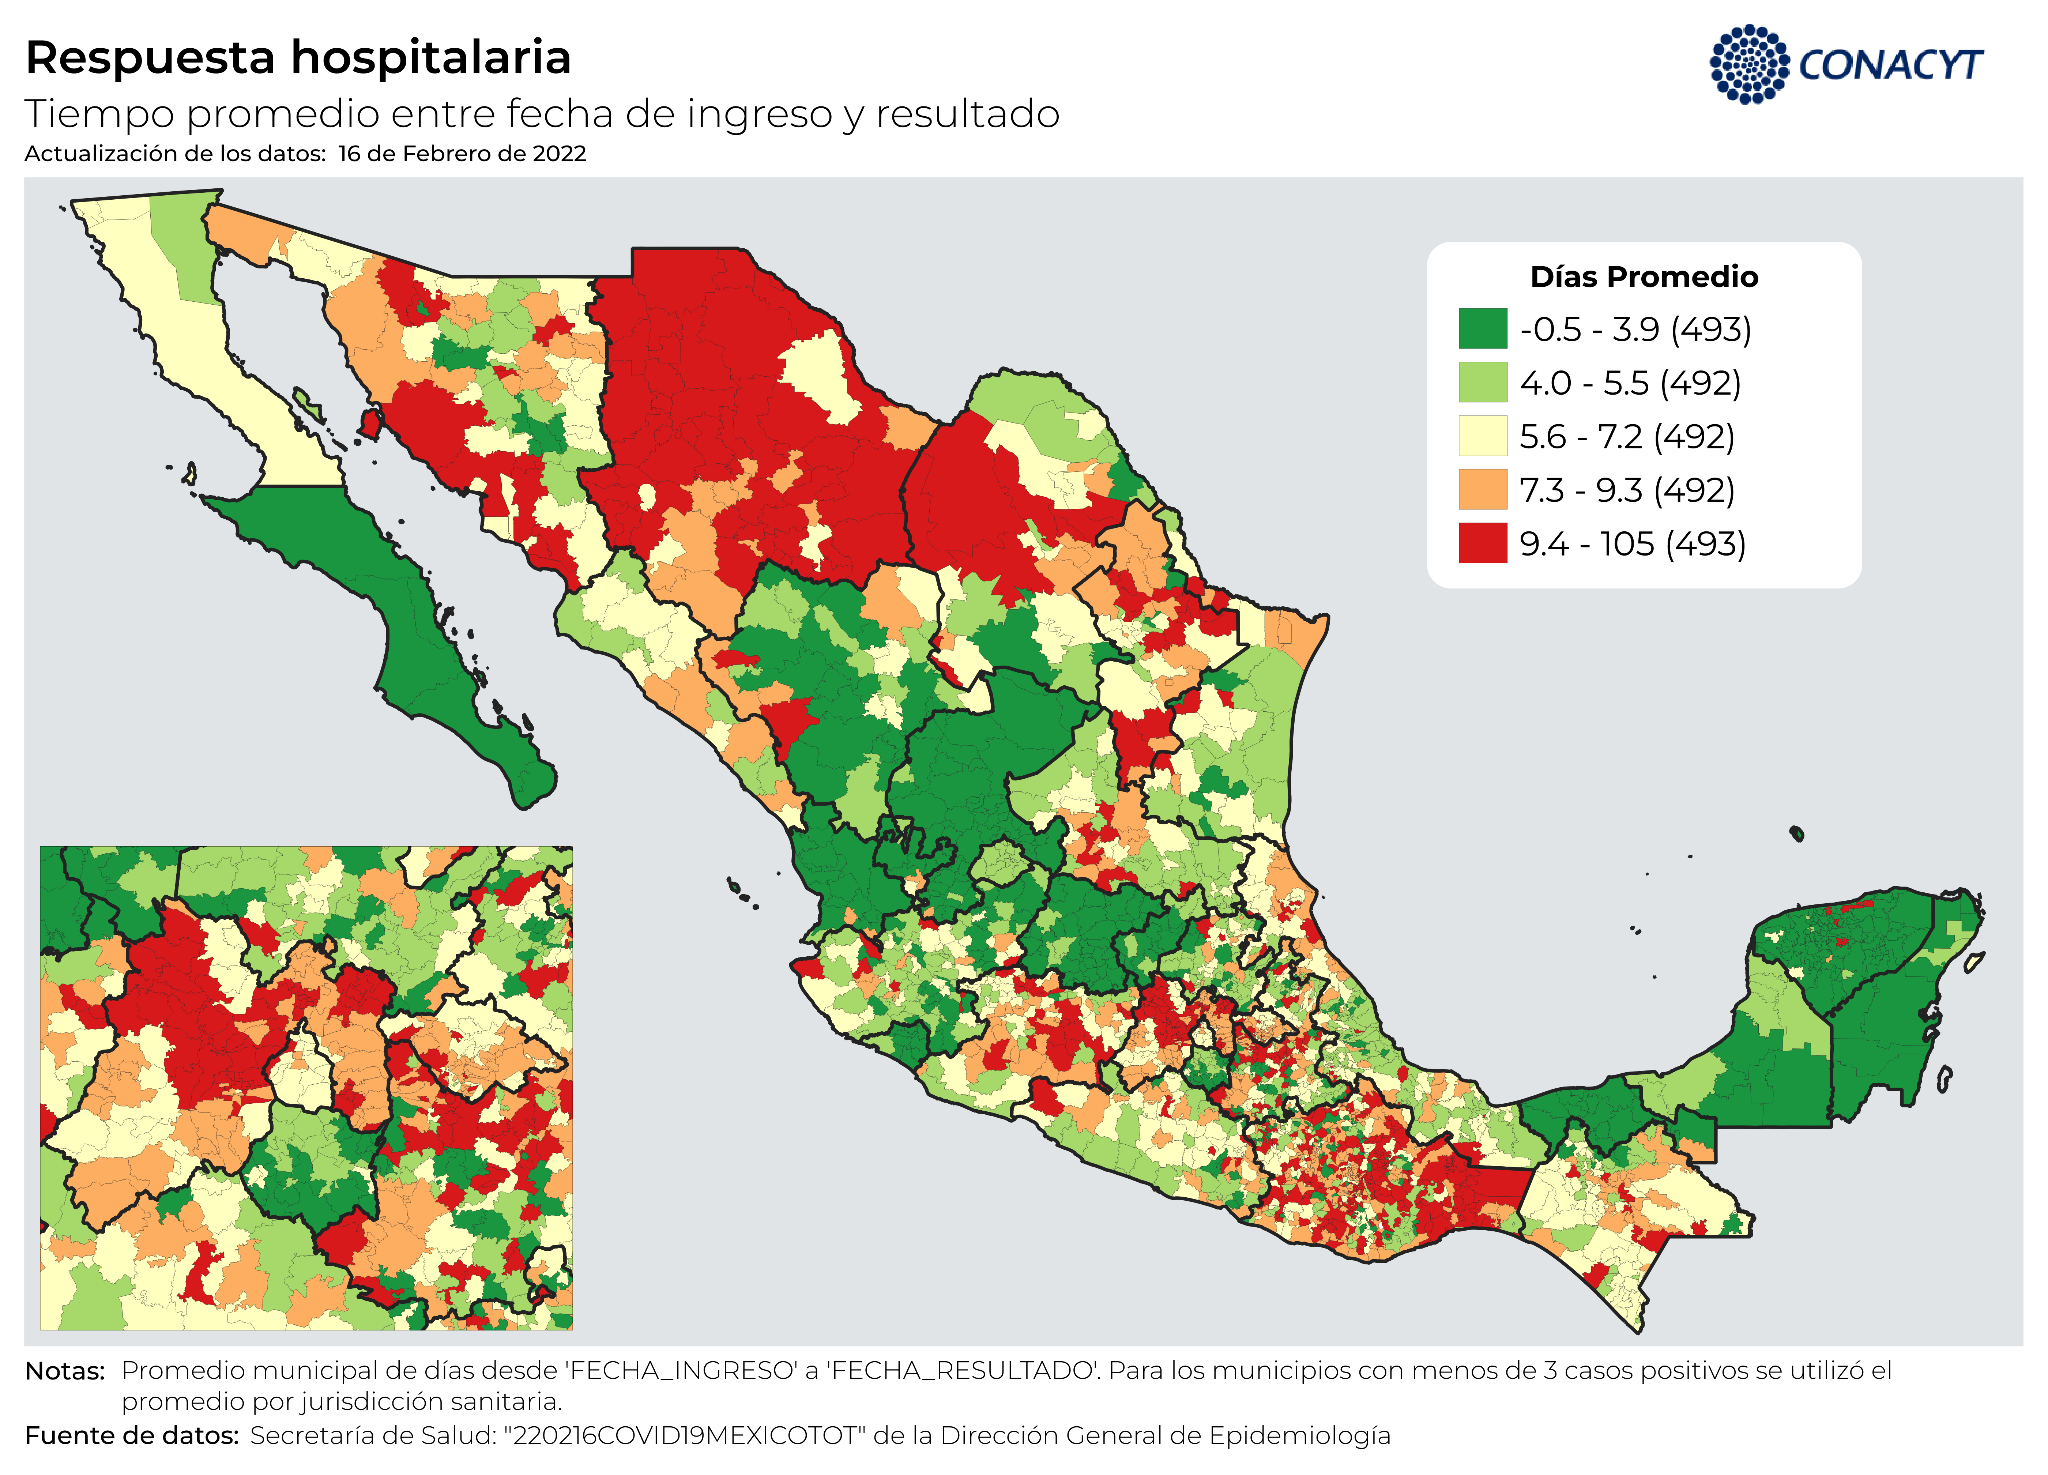 Respuesta hospitalaria
Tiempo promedio entre fecha de ingreso y resultado
Actualización de los datos: 16 de Febrero de 2022
CONACYT
Días Promedio
-0.5 - 3.9 (493)
4.0 - 5.5 (492)
5.6 - 7.2 (492)
7.3 - 9.3 (492)
9.4 - 105 (493)
Notas: Promedio municipal de días desde 'FECHA_INGRESO' a 'FECHA_RESULTADO'. Para los municipios con menos de 3 casos positivos se utilizó el
promedio por jurisdicción sanitaria.
Fuente de datos: Secretaría de Salud: "220216COVID19MEXICOTOT" de la Dirección General de Epidemiología